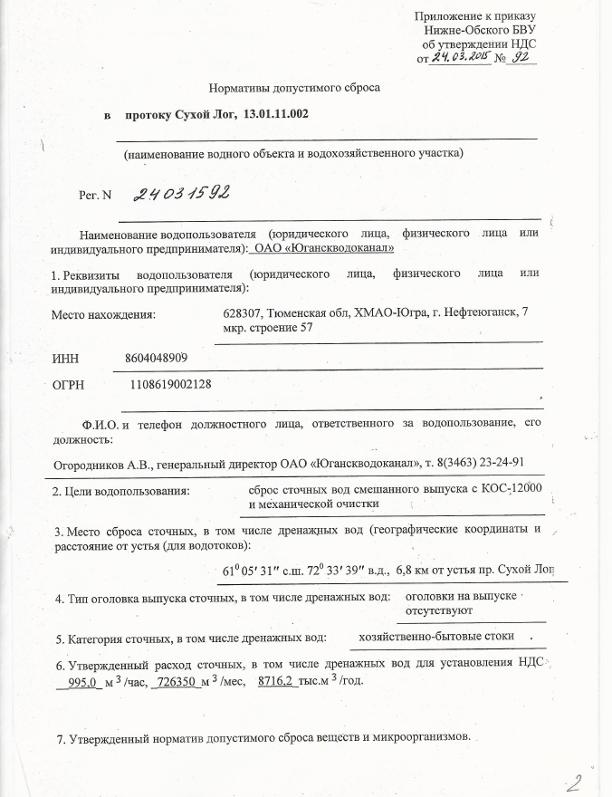 Приложение к приказу
Нижне-Обского БВУ
об утверждении НДС
от 24.03.2015 № 92
Нормативы допустимого сброса
в протоку Сухой Лог, 13.01.11.002
(наименование водного объекта и водохозяйственного участка)
Рег. N 24031592
Наименование водопользователя (юридического лица, физического лица или
индивидуального предпринимателя): ОАО «Юганскводоканал»
1. Реквизиты водопользователя (юридического лица, физического лица или
индивидуального предпринимателя):
Место нахождения: 628307, Тюменская обл, ХМАО-Югра, г. Нефтеюганск, 7
мкр. строение 57
ИНН 8604048909
ОГРН 1108619002128
Ф.И.О. и телефон должностного лица, ответственного за водопользование, его
должность:
Огородников А.В., генеральный директор ОАО «Юганскводоканал», т. 8(3463) 23-24-91
2. Цели водопользования: сброс сточных вод смешанного выпуска с КОС-12000
и механической очистки
3. Место сброса сточных, в том числе дренажных вод (географические координаты и
расстояние от устья (для водотоков):
61⁰ 05' 31" с.ш. 72⁰ 33' 39" в.д., 6,8 км от устья пр. Сухой Лог
4. Тип оголовка выпуска сточных, в том числе дренажных вод: оголовки на выпуске
отсутствуют
5. Категория сточных, в том числе дренажных вод: хозяйственно-бытовые стоки .
6. Утвержденный расход сточных, в том числе дренажных вод для установления НДС
995,0 м ³ /час, 726350 м ³ /мес, 8716,2 тыс.м ³ /год.
7. Утвержденный норматив допустимого сброса веществ и микроорганизмов.
2